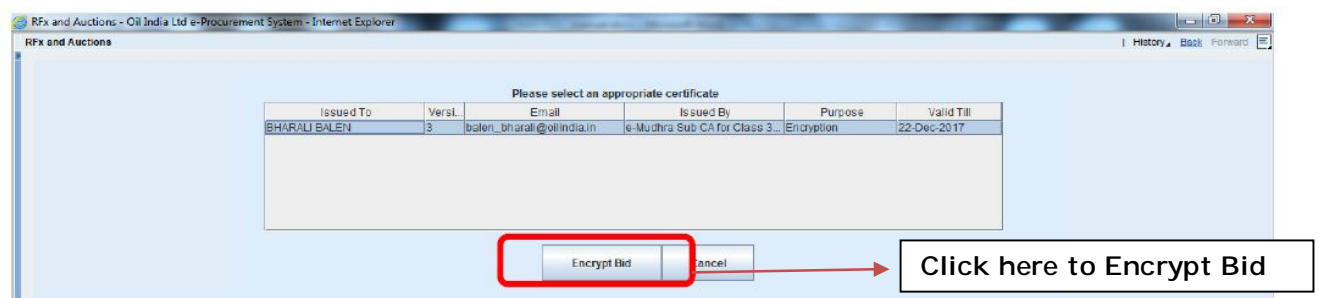 RFx and Auctions - Oil India Ltd e-Procurement System - Internet Explorer
RFx and Auctions
| History Back Forward
Please select an appropriate certificate
Issued To Versi... Email Issued By Purpose Valid Till
BHARALI BALEN 3 balen_bharali@oilindia.in e-Mudhra Sub CA for Class 3... Encryption 22-Dec-2017
Encrypt Bid Cancel
Click here to Encrypt Bid